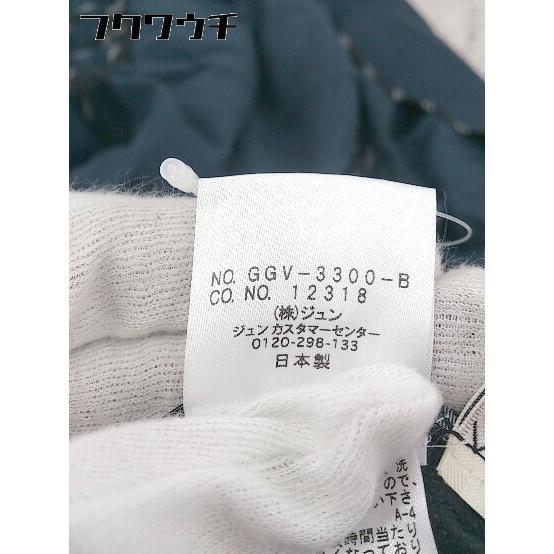 フクワウチ
NO. GGV-3300-B
CO. NO. 12318
(株)ジュン
ジュン カスタマーセンター
0120-298-133
日本製